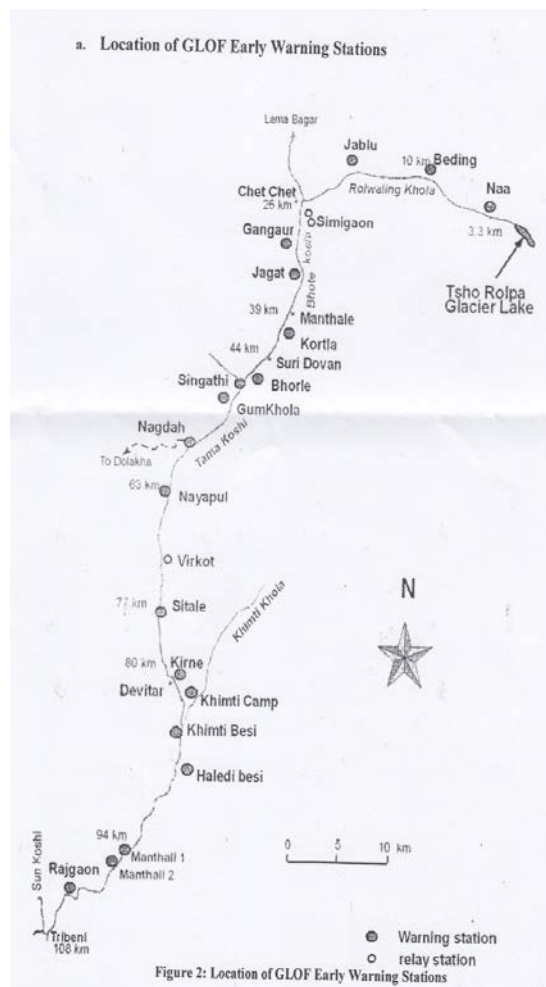 a. Location of GLOF Early Warning Stations
Lama Bagar
Jablu
10 km Beding
Rolwaling Khola
Chet Chet
25 km
Naa
Simigaon
3.3 km
Gangaur
Bhote koshi
Jagat
Tsho Rolpa
Glacier Lake
39 km
Manthale
Kortla
44 km
Suri Dovan
Singathi
Bhorle
GumKhola
Nagdah
Tama Koshi
To Dolakha
63 km
Nayapul
Virkot
N
77 km
Sitale
Khimti Khola
80 km
Kirne
Devitar
Khimti Camp
Khimti Besi
Haledi besi
94 km
Manthali 1
Manthali 2
0 5 10 km
Rajgaon
Sun Koshi
Tribeni
108 km
Warning station
relay station
Figure 2: Location of GLOF Early Warning Stations